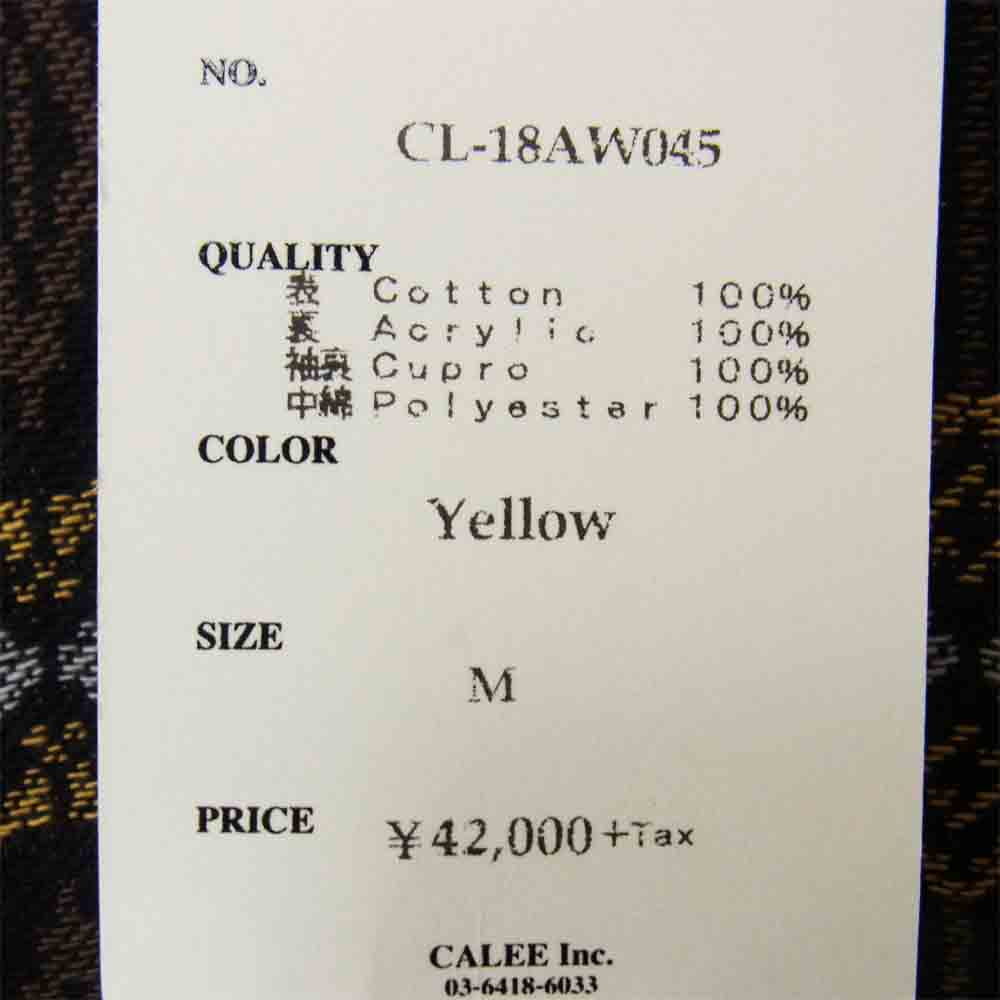 NO.
CL-18AW045
QUALITY
表 Cotton 100%
裏 Acrylic 100%
袖裏 Cupro 100%
中綿 Polyester 100%
COLOR
Yellow
SIZE
M
PRICE
¥42,000+Tax
CALEE Inc.
03-6418-6033